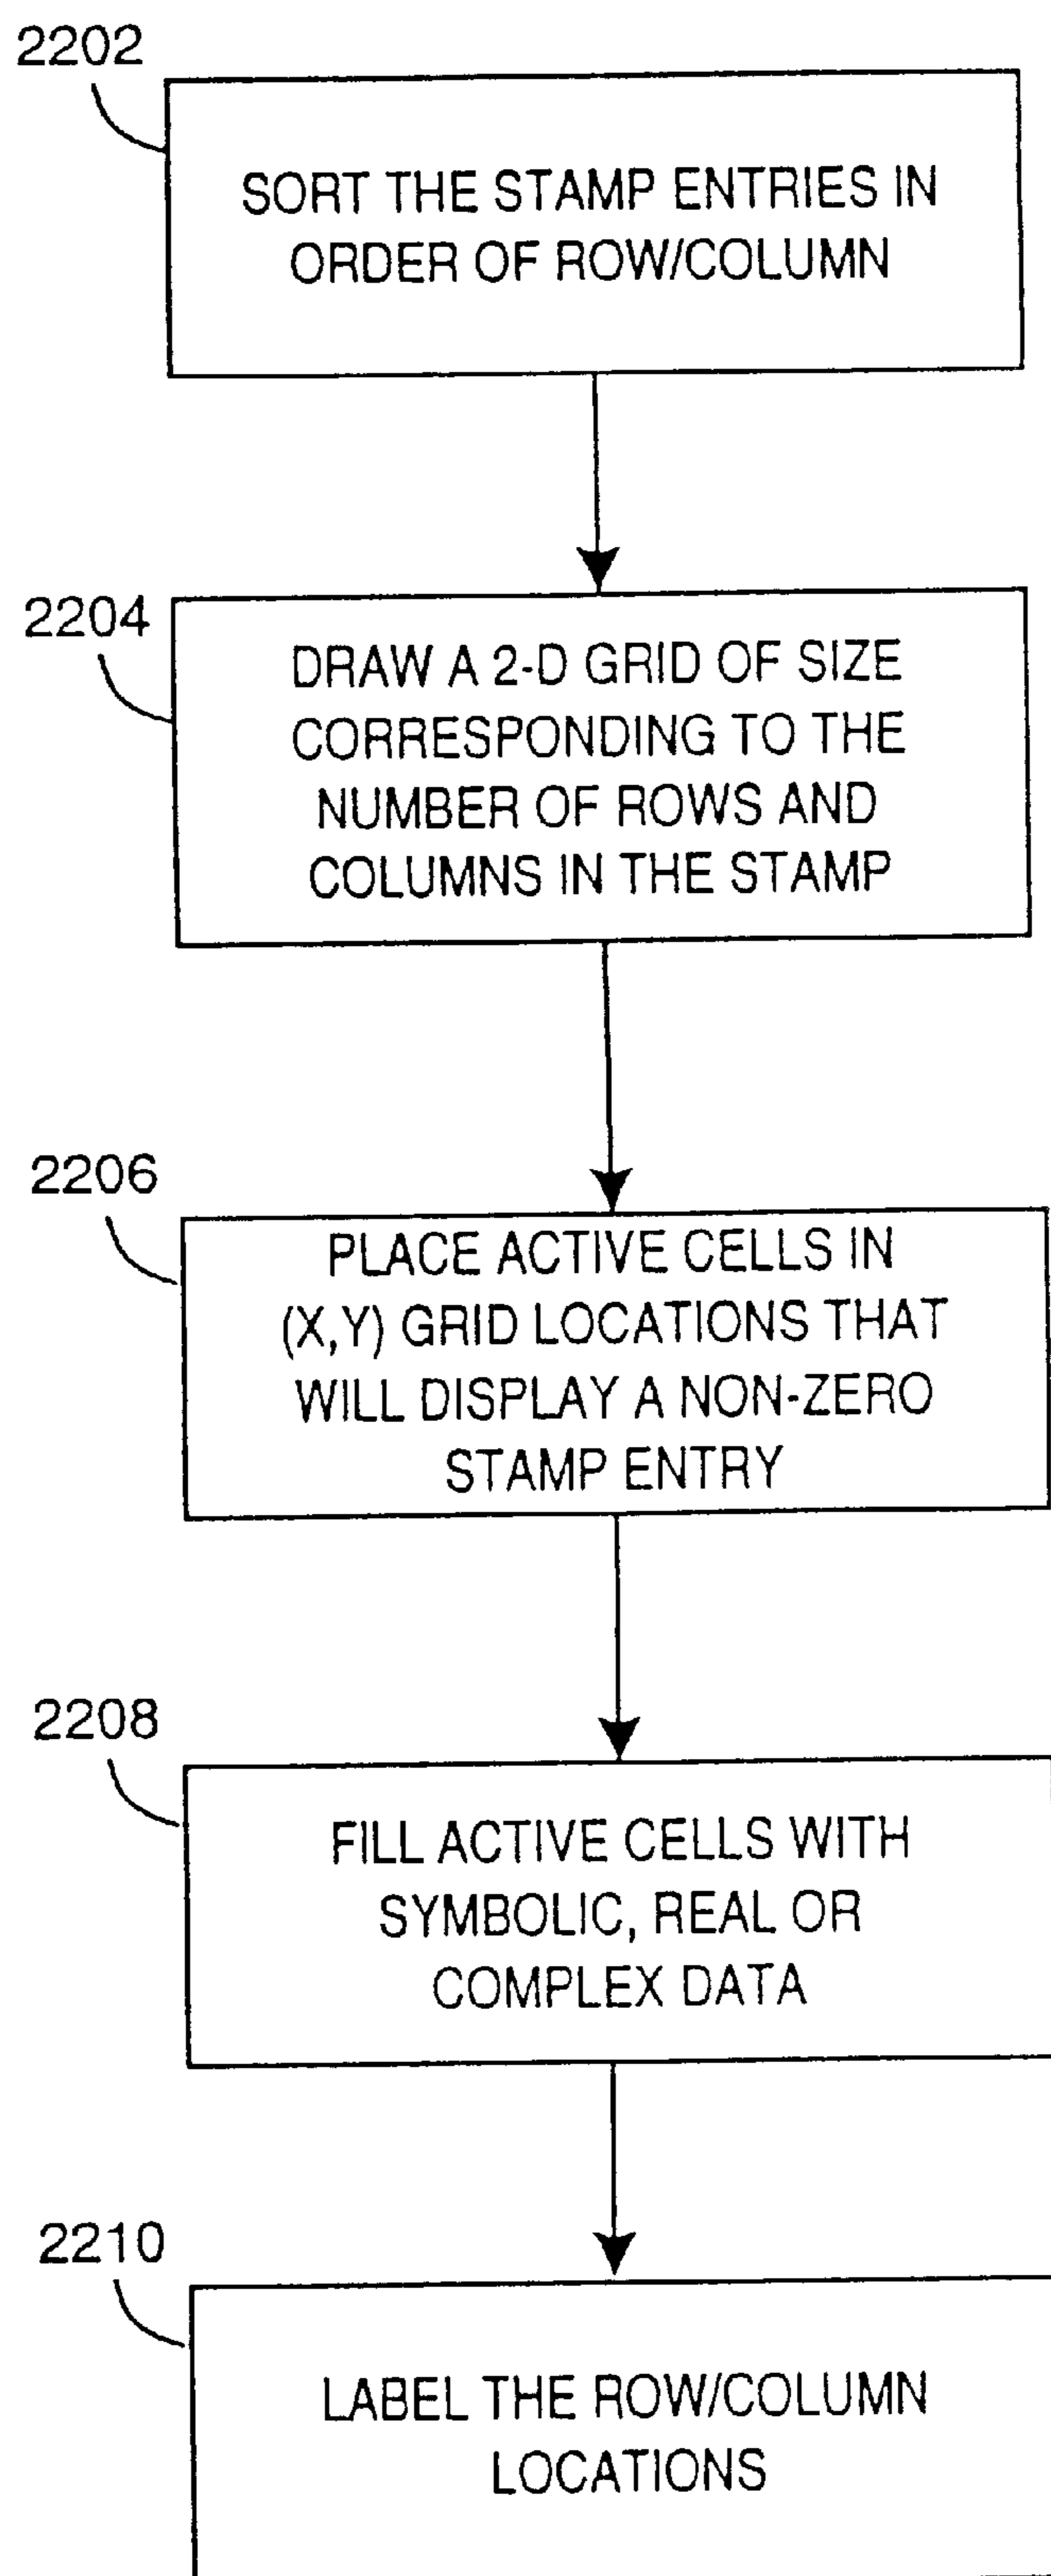 2202
SORT THE STAMP ENTRIES IN
ORDER OF ROW/COLUMN
2204
DRAW A 2-D GRID OF SIZE
CORRESPONDING TO THE
NUMBER OF ROWS AND
COLUMNS IN THE STAMP
2206
PLACE ACTIVE CELLS IN
(X,Y) GRID LOCATIONS THAT
WILL DISPLAY A NON-ZERO
STAMP ENTRY
2208
FILL ACTIVE CELLS WITH
SYMBOLIC, REAL OR
COMPLEX DATA
2210
LABEL THE ROW/COLUMN
LOCATIONS